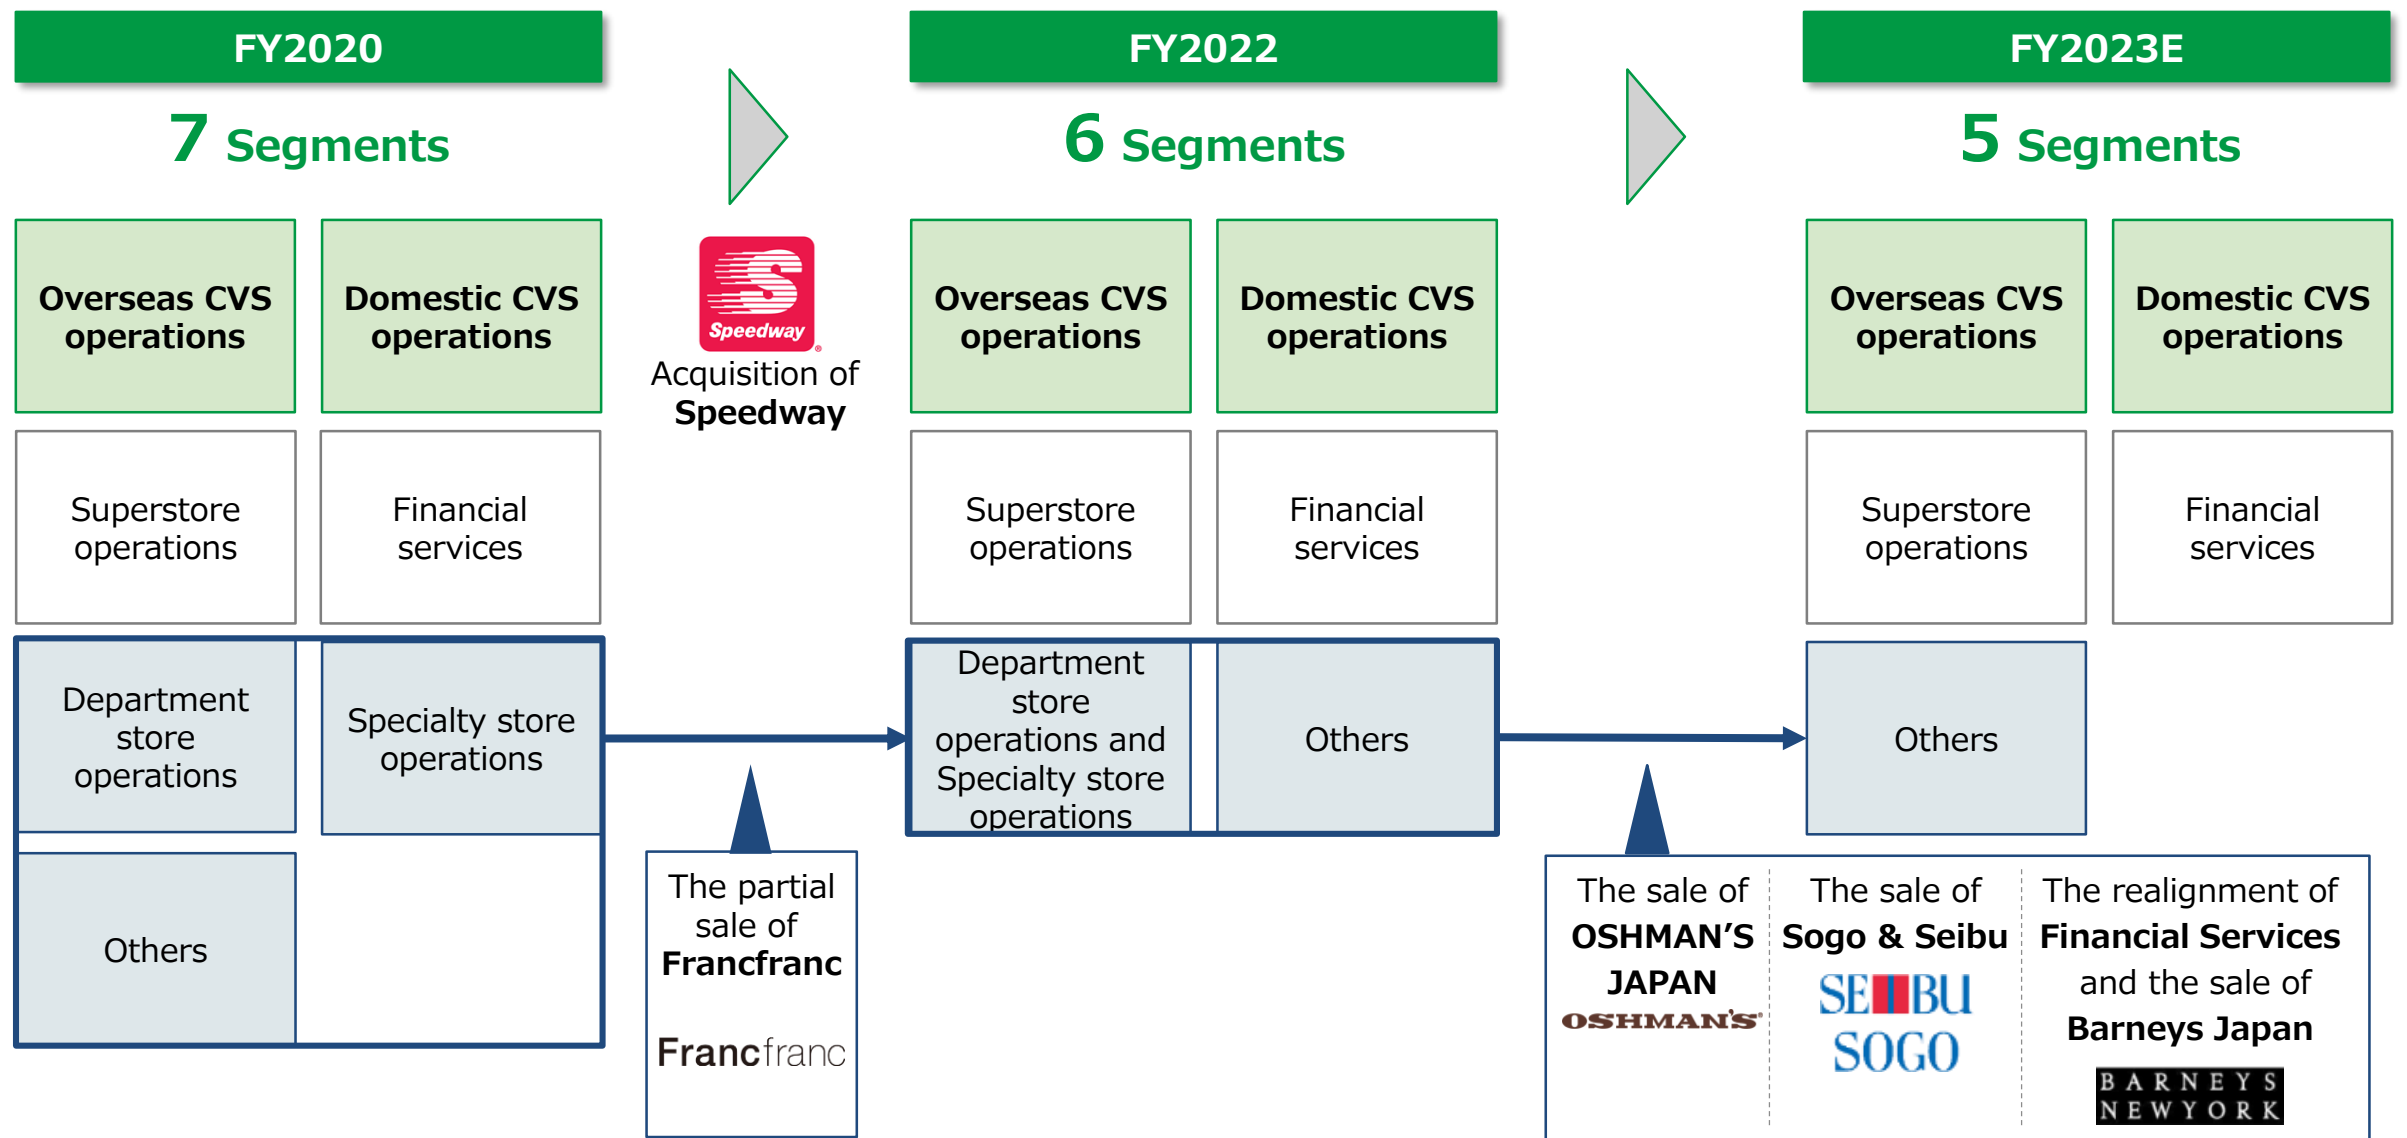 FY2020
7 Segments
Overseas CVS
operations
Domestic CVS
operations
Superstore
operations
Financial
services
Department
store
operations
Specialty store
operations
Others
Speedway
Acquisition of
Speedway
The partial
sale of
Francfranc
Francfranc
FY2022
6 Segments
Overseas CVS
operations
Domestic CVS
operations
Superstore
operations
Financial
services
Department
store
operations and
Specialty store
operations
Others
The sale of
OSHMAN’S
JAPAN
OSHMAN'S®
The sale of
Sogo & Seibu
SEIBU
SOGO
The realignment of
Financial Services
and the sale of
Barneys Japan
BARNEYS
NEWYORK
FY2023E
5 Segments
Overseas CVS
operations
Domestic CVS
operations
Superstore
operations
Financial
services
Others